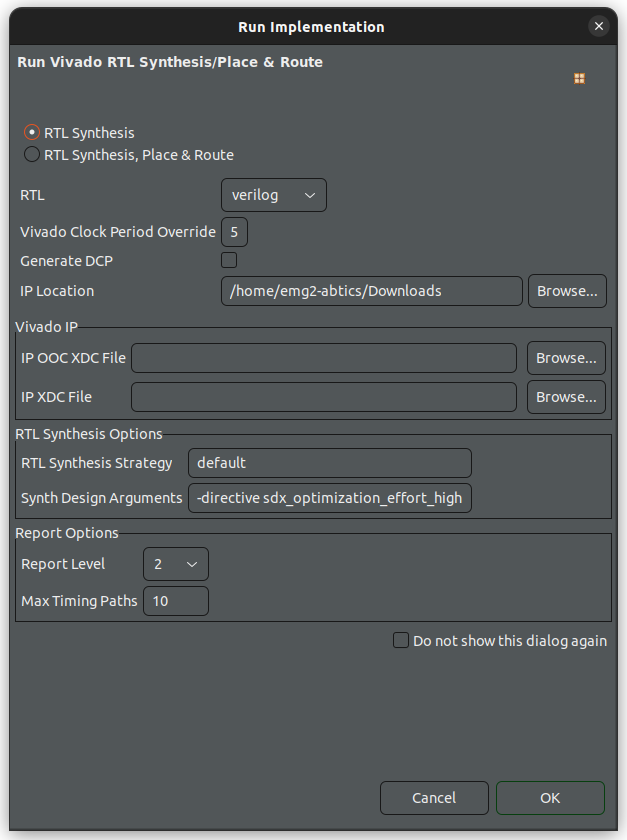 Run Implementation
Run Vivado RTL Synthesis/Place & Route
RTL Synthesis
RTL Synthesis, Place & Route
RTL verilog
Vivado Clock Period Override 5
Generate DCP
IP Location /home/emg2-abtics/Downloads Browse...
Vivado IP
IP OOC XDC File Browse...
IP XDC File Browse...
RTL Synthesis Options
RTL Synthesis Strategy default
Synth Design Arguments -directive sdx_optimization_effort_high
Report Options
Report Level 2
Max Timing Paths 10
Do not show this dialog again
Cancel OK